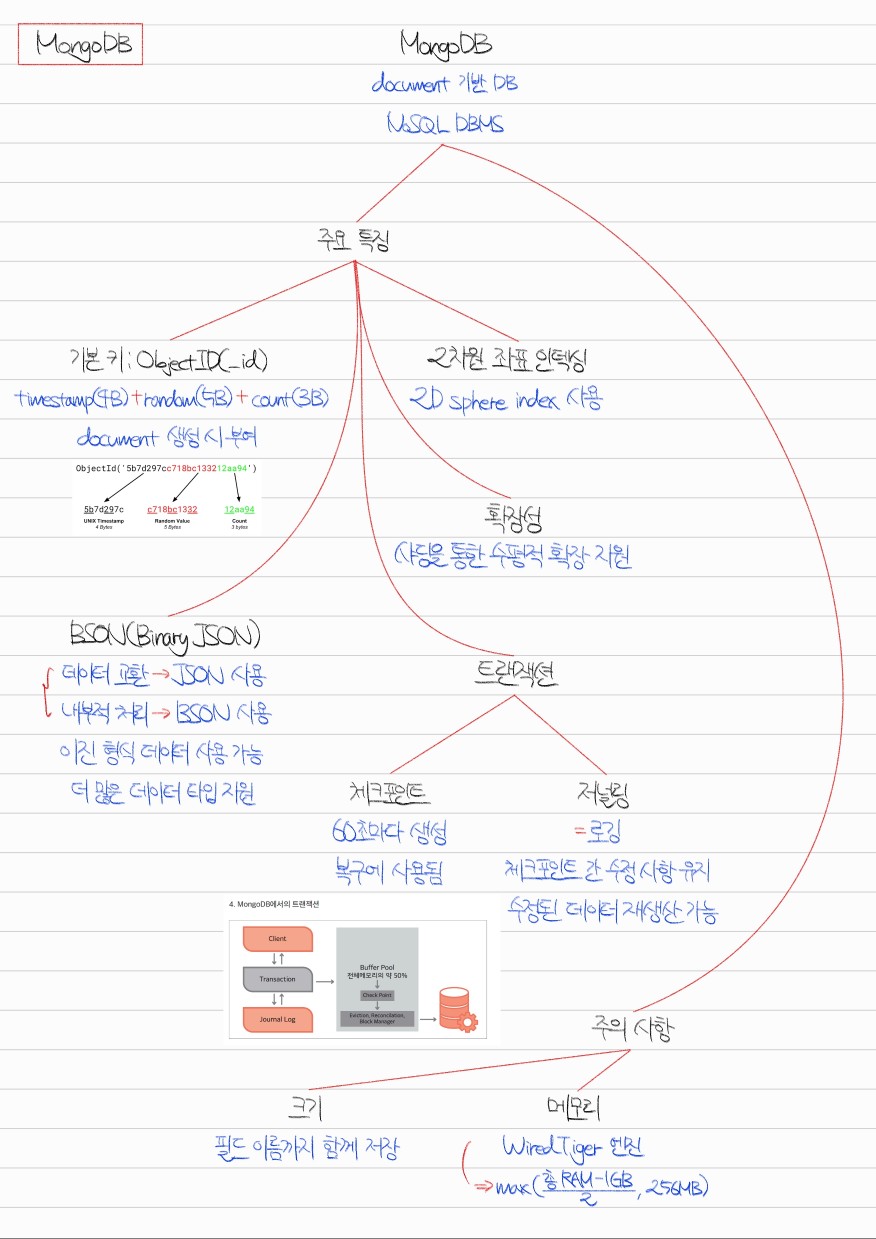 MongoDB
MongoDB
document 기반 DB
NoSQL DBMS
주요 특징
기본 키: ObjectID(_id)
timestamp(4B)+random(5B)+count(3B)
document 생성 시 부여
ObjectId('5b7d297cc718bc133212aa94')
5b7d297c
UNIX Timestamp
4 Bytes
c718bc1332
Random Value
5 Bytes
12aa94
Count
3 bytes
2차원 좌표 인덱싱
2D sphere index 사용
확장성
샤딩을 통한 수평적 확장 지원
BSON(Binary JSON)
데이터 교환 → JSON 사용
내부적 처리 → BSON 사용
이진 형식 데이터 사용 가능
더 많은 데이터 타입 지원
트랜잭션
체크포인트
60초마다 생성
복구에 사용됨
저널링
=로깅
체크포인트 간 수정 사항 유지
수정된 데이터 재생산 가능
4. MongoDB에서의 트랜잭션
Client
Transaction
Journal Log
Buffer Pool
전체메모리의 약 50%
Check Point
Eviction, Reconciliation,
Block Manager
주의 사항
크기
필드 이름까지 함께 저장
메모리
WiredTiger 엔진
⇒ max(총 RAM-1GB / 2, 256MB)